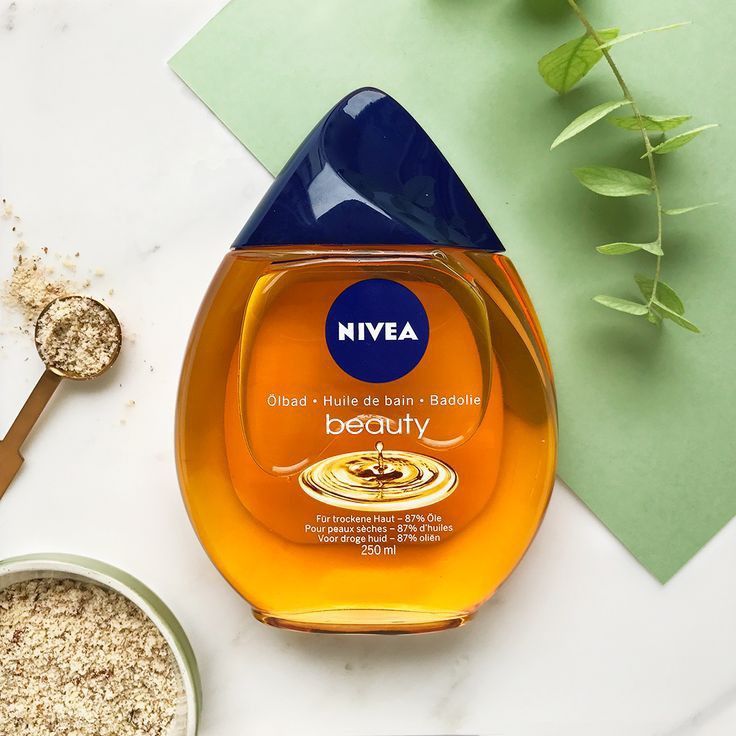 NIVEA
Ölbad • Huile de bain • Badolie
beauty
Für trockene Haut – 87% Öle
Pour peaux sèches – 87% d'huiles
Voor droge huid – 87% oliën
250 ml